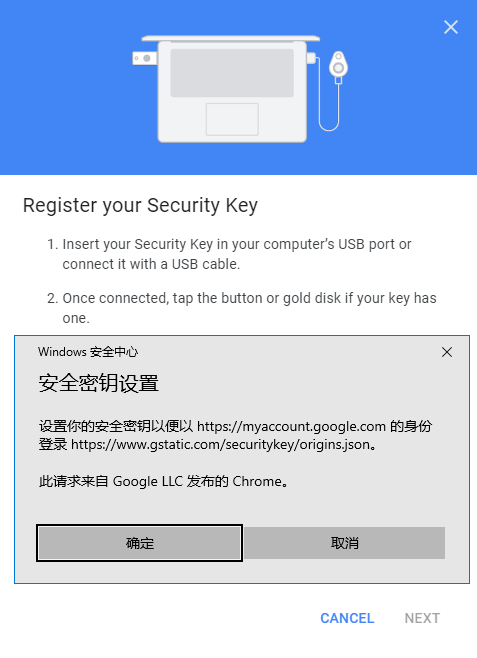 Register your Security Key
1. Insert your Security Key in your computer’s USB port or
connect it with a USB cable.
2. Once connected, tap the button or gold disk if your key has
one.
Windows 安全中心
安全密钥设置
设置你的安全密钥以便以 https://myaccount.google.com 的身份
登录 https://www.gstatic.com/securitykey/origins.json。
此请求来自 Google LLC 发布的 Chrome。
确定
取消
CANCEL
NEXT